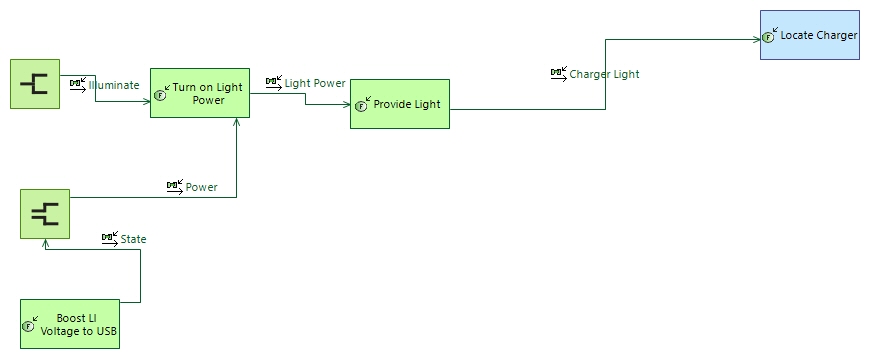 Locate Charger
Illuminate
Turn on Light
Power
Light Power
Provide Light
Charger Light
Power
State
Boost LI
Voltage to USB